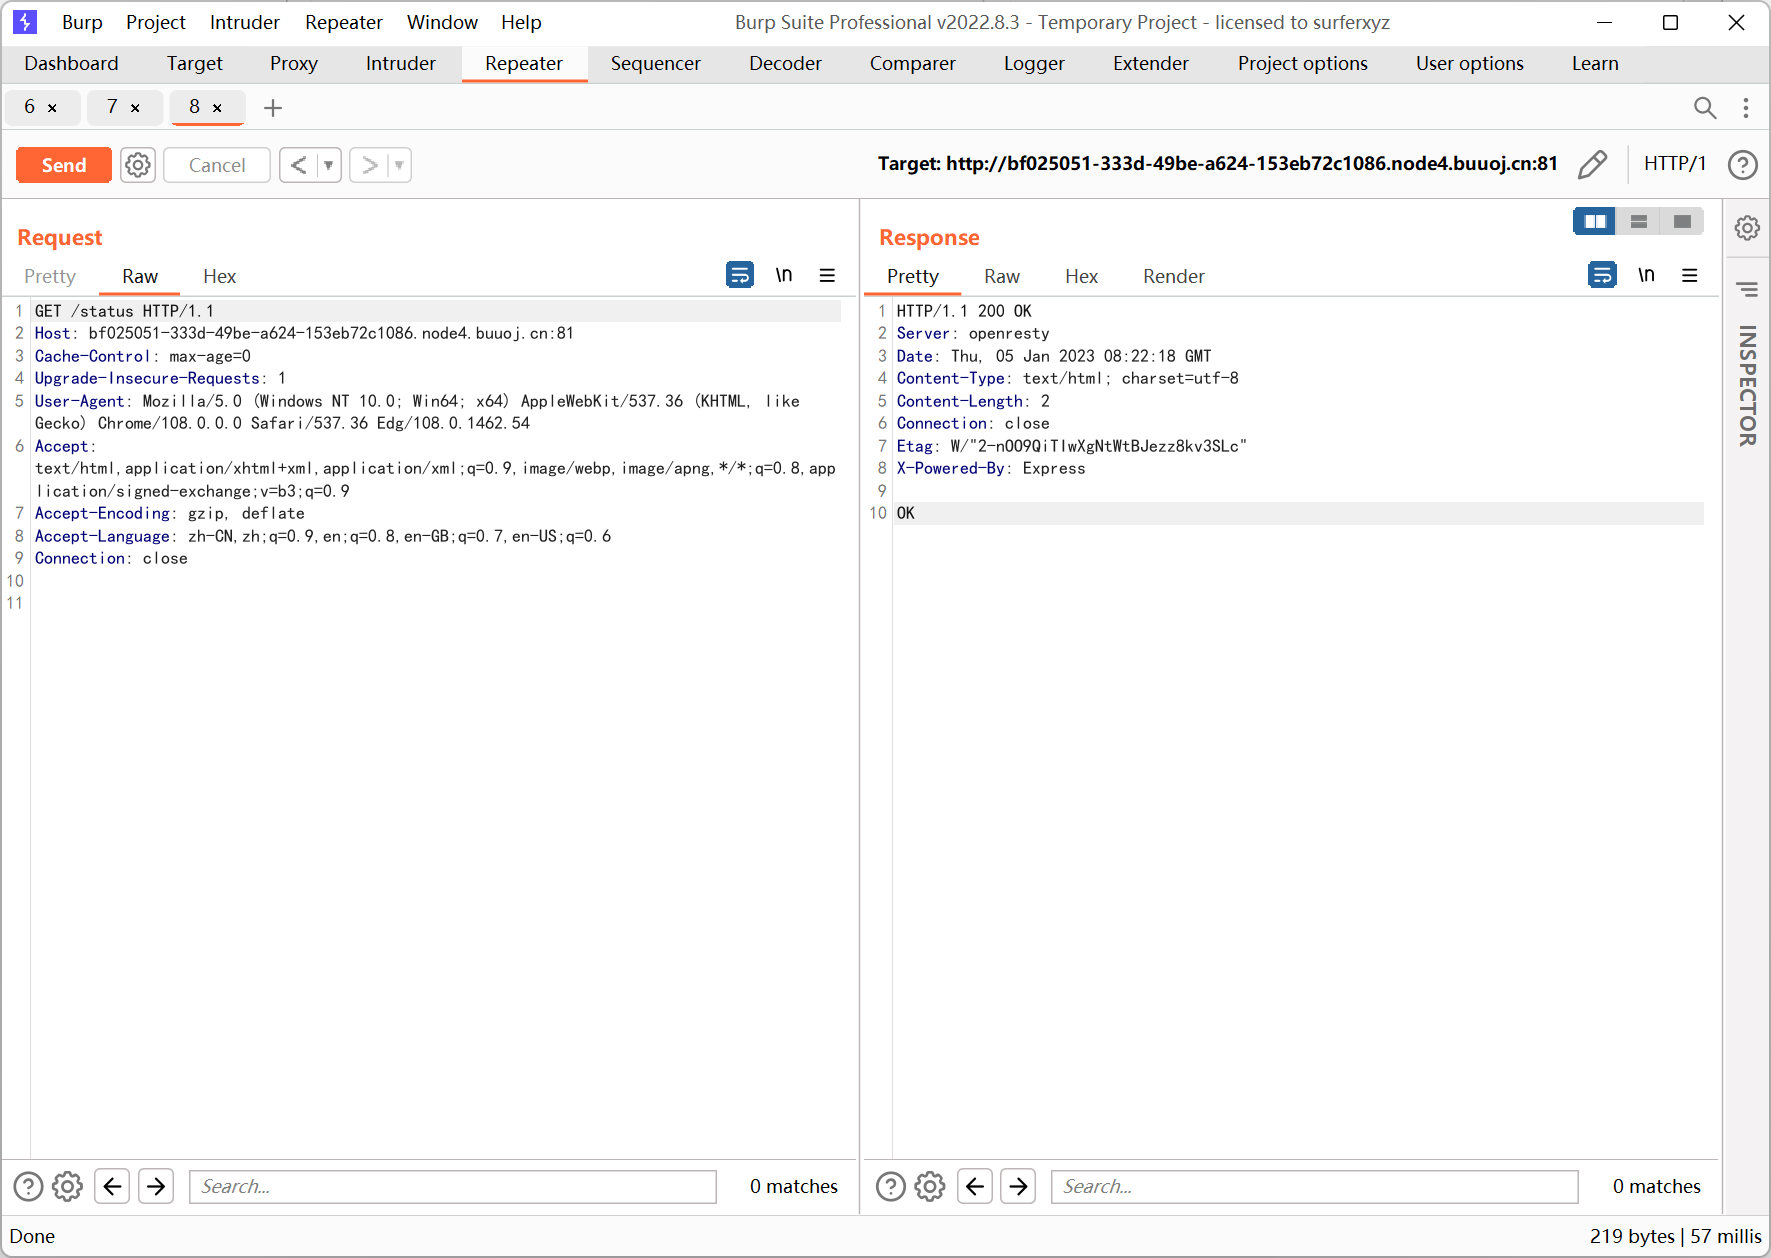 Burp Project Intruder Repeater Window Help Burp Suite Professional v2022.8.3 - Temporary Project - licensed to surferxyz
Dashboard Target Proxy Intruder Repeater Sequencer Decoder Comparer Logger Extender Project options User options Learn
6 × 7 × 8 × +
Send Cancel < > Target: http://bf025051-333d-49be-a624-153eb72c1086.node4.buuoj.cn:81 HTTP/1 ?
Request
Pretty Raw Hex \n
1 GET /status HTTP/1.1
2 Host: bf025051-333d-49be-a624-153eb72c1086.node4.buuoj.cn:81
3 Cache-Control: max-age=0
4 Upgrade-Insecure-Requests: 1
5 User-Agent: Mozilla/5.0 (Windows NT 10.0; Win64; x64) AppleWebKit/537.36 (KHTML, like
Gecko) Chrome/108.0.0.0 Safari/537.36 Edg/108.0.1462.54
6 Accept:
text/html,application/xhtml+xml,application/xml;q=0.9,image/webp,image/apng,*/*;q=0.8,app
lication/signed-exchange;v=b3;q=0.9
7 Accept-Encoding: gzip, deflate
8 Accept-Language: zh-CN,zh;q=0.9,en;q=0.8,en-GB;q=0.7,en-US;q=0.6
9 Connection: close
10
11
? Search... 0 matches
Response
Pretty Raw Hex Render \n
1 HTTP/1.1 200 OK
2 Server: openresty
3 Date: Thu, 05 Jan 2023 08:22:18 GMT
4 Content-Type: text/html; charset=utf-8
5 Content-Length: 2
6 Connection: close
7 Etag: W/"2-nOO9QiTIwXgNtWtBJezz8kv3SLc"
8 X-Powered-By: Express
9
10 OK
? Search... 0 matches
INSPECTOR
Done 219 bytes | 57 millis